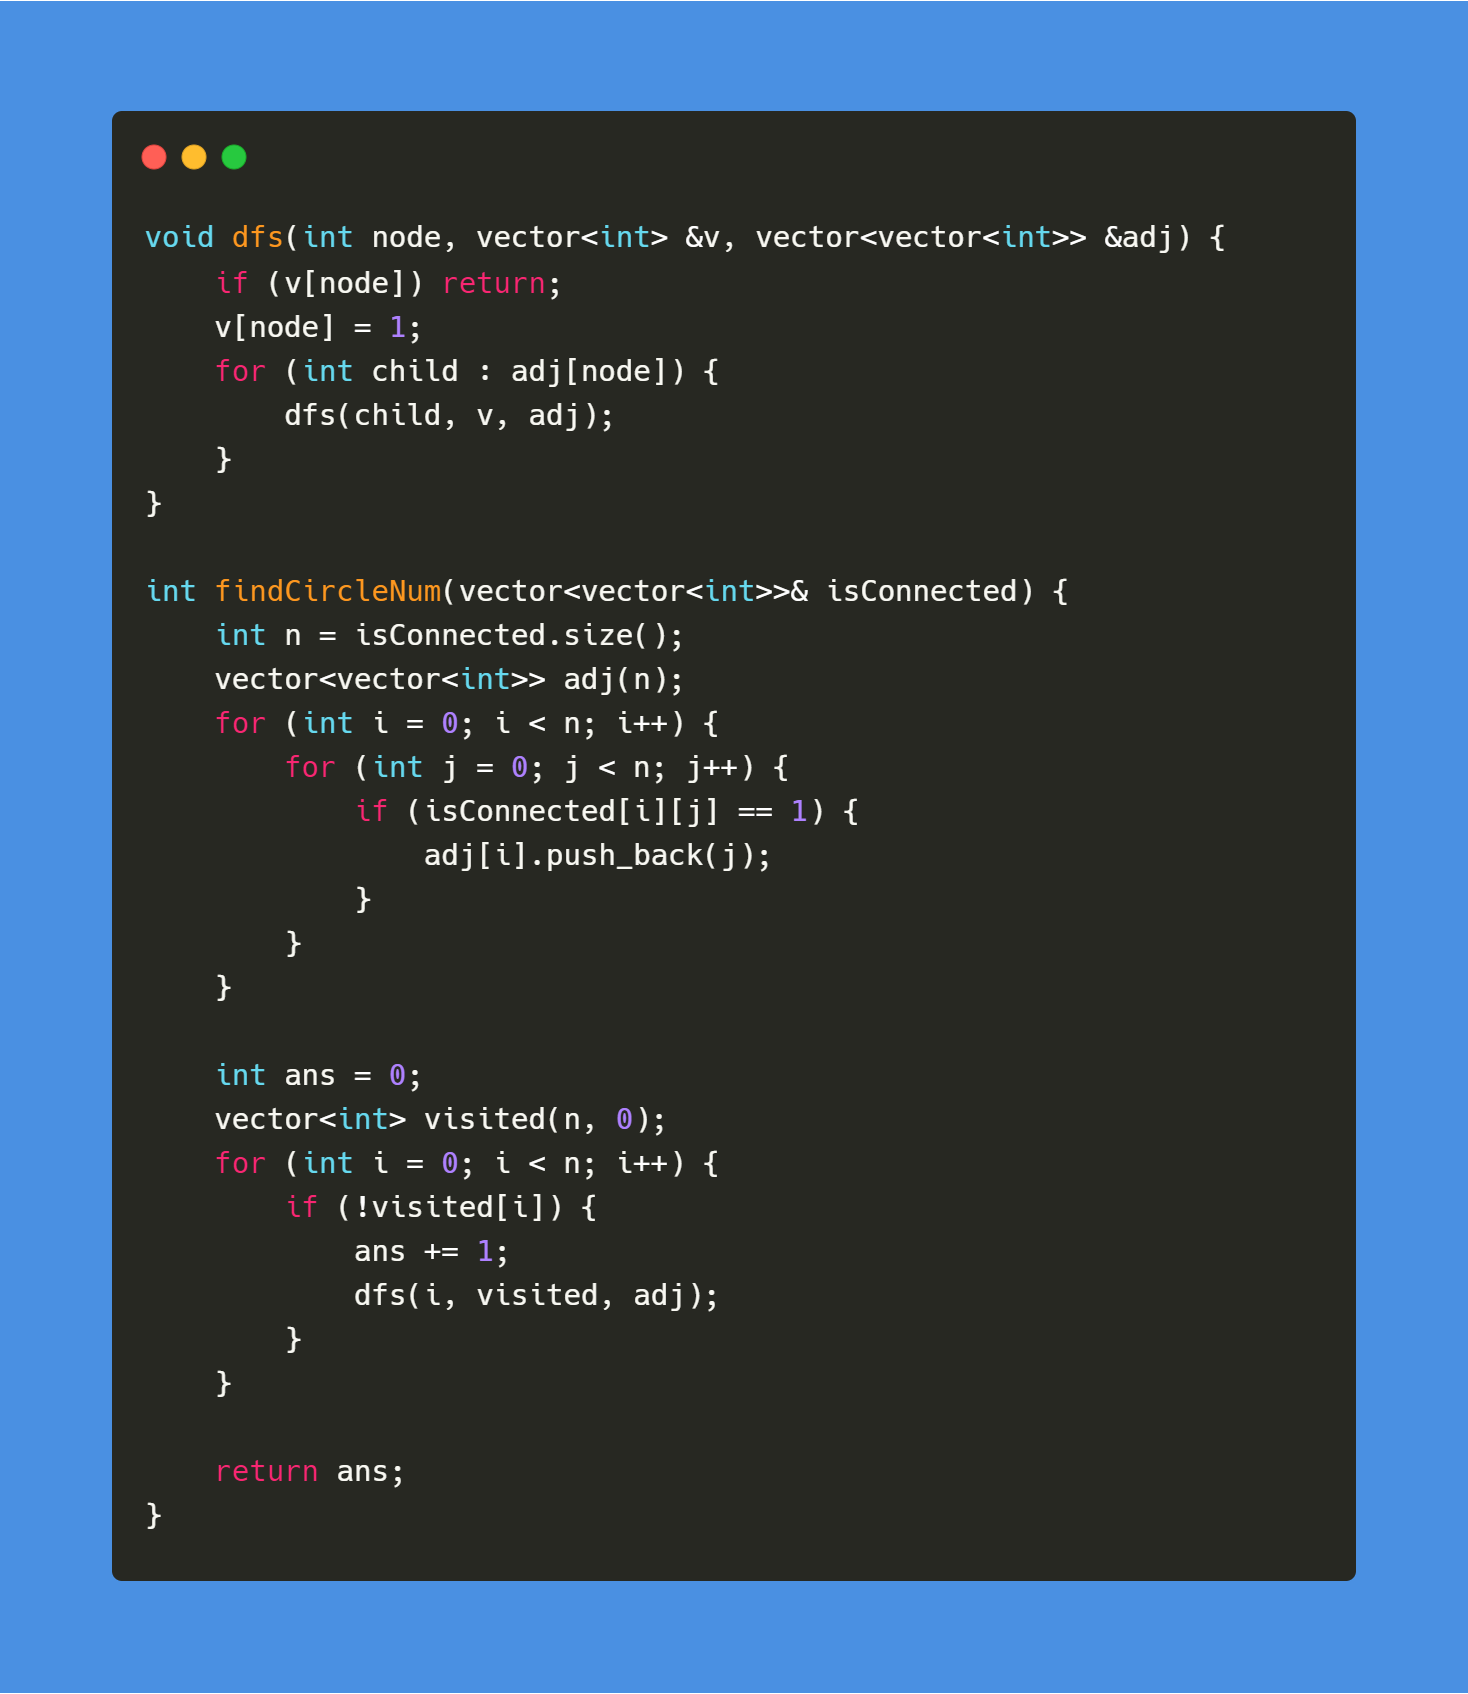 void dfs(int node, vector<int> &v, vector<vector<int>> &adj) {
    if (v[node]) return;
    v[node] = 1;
    for (int child : adj[node]) {
        dfs(child, v, adj);
    }
}

int findCircleNum(vector<vector<int>>& isConnected) {
    int n = isConnected.size();
    vector<vector<int>> adj(n);
    for (int i = 0; i < n; i++) {
        for (int j = 0; j < n; j++) {
            if (isConnected[i][j] == 1) {
                adj[i].push_back(j);
            }
        }
    }

    int ans = 0;
    vector<int> visited(n, 0);
    for (int i = 0; i < n; i++) {
        if (!visited[i]) {
            ans += 1;
            dfs(i, visited, adj);
        }
    }

    return ans;
}